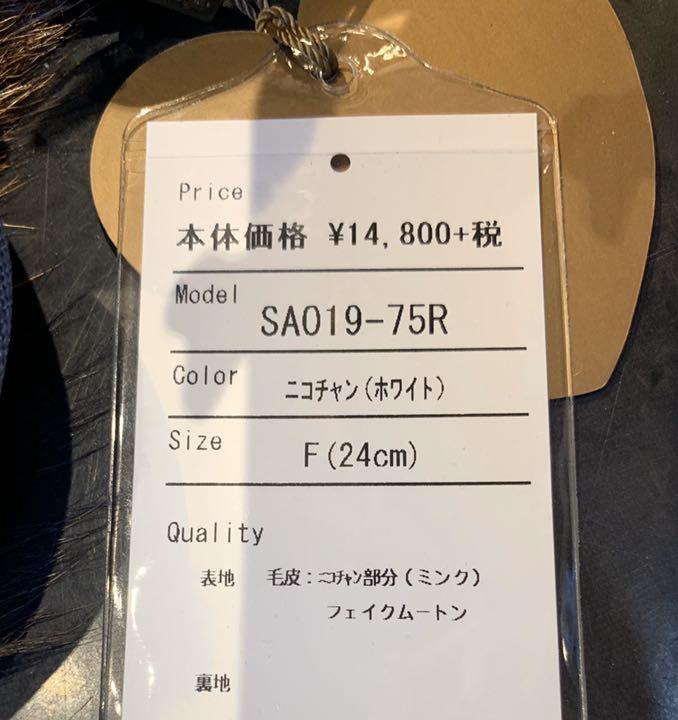 Price
本体価格 ¥14,800+税
Model
SA019-75R
Color
ニコチャン(ホワイト)
Size
F(24cm)
Quality
表地 毛皮:ニコチャン部分(ミンク)
フェイクムートン
裏地